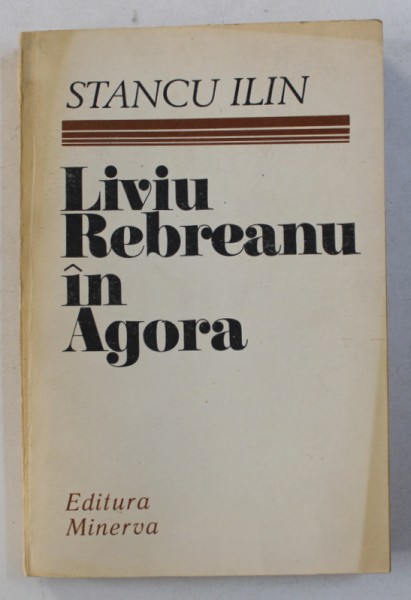 STANCU ILIN
Liviu
Rebreanu
în
Agora
Editura
Minerva